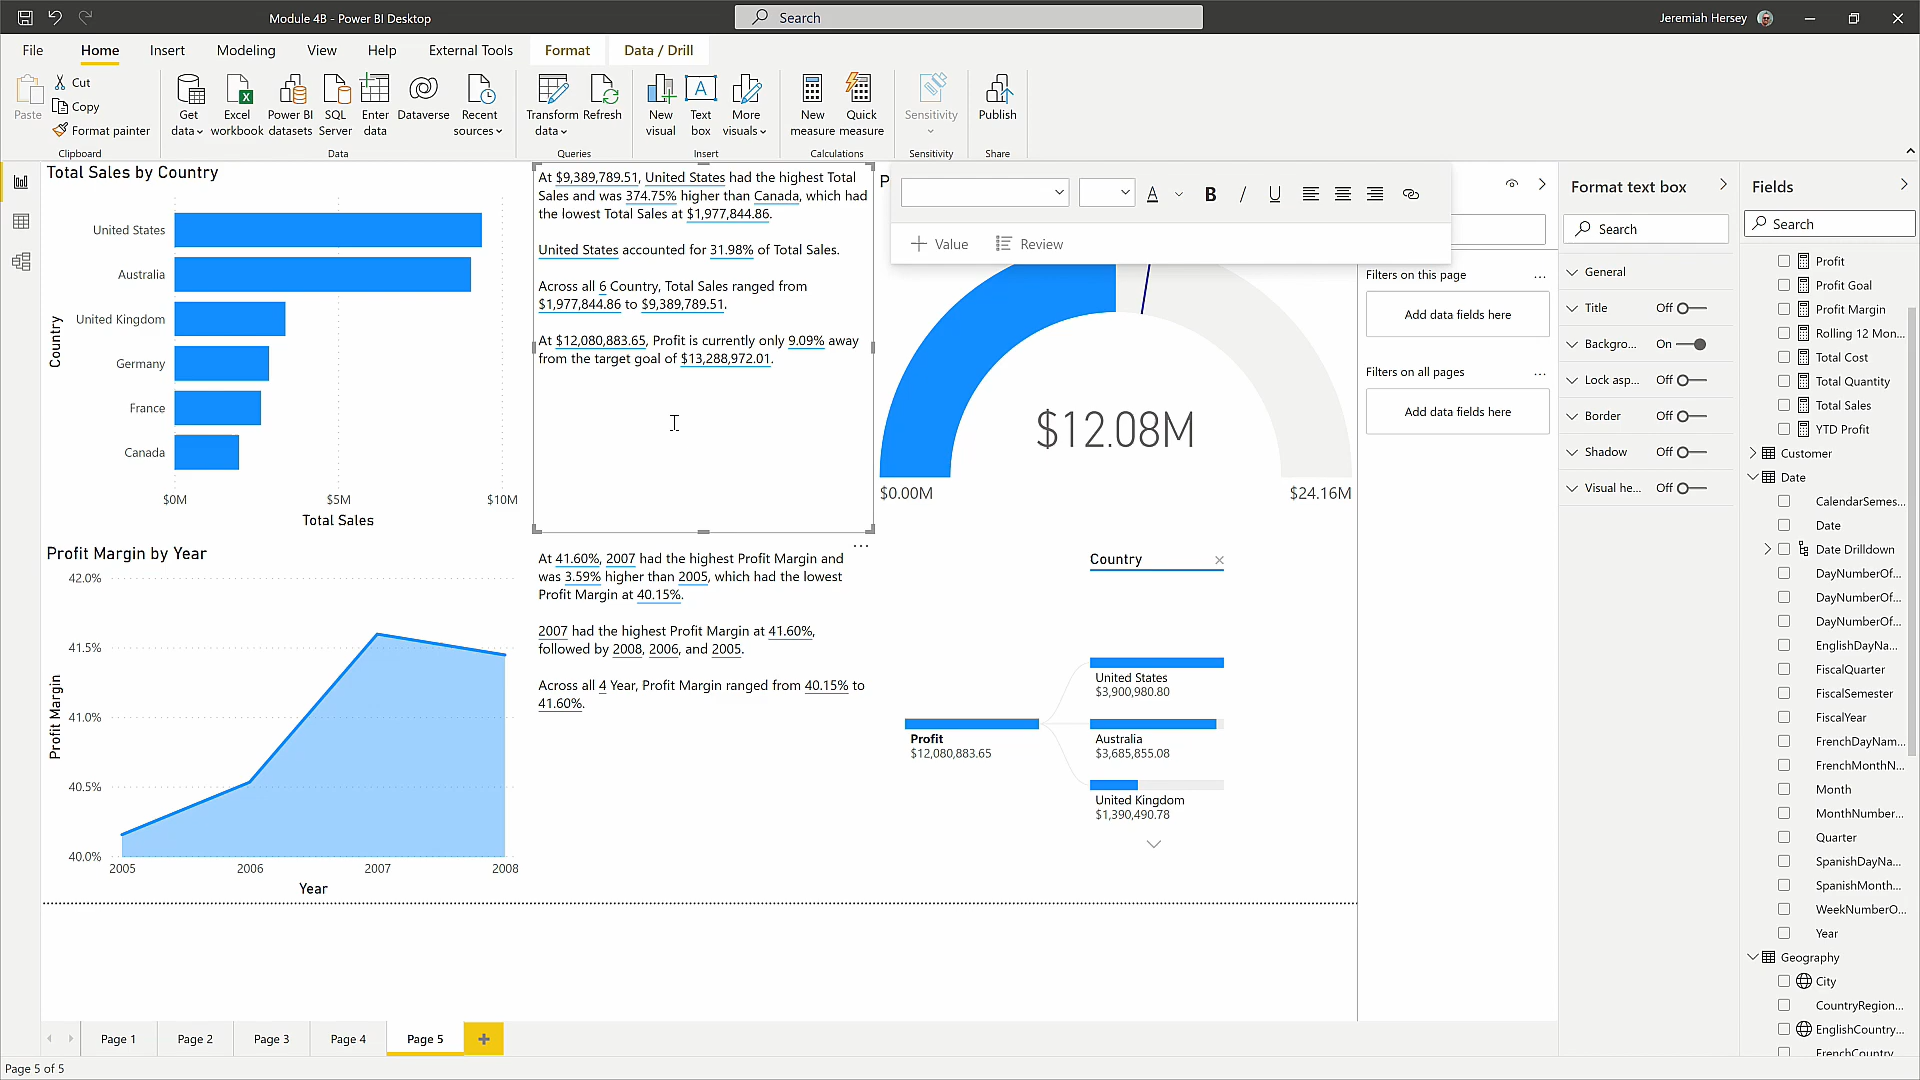 Module 4B - Power BI Desktop
Search
Jeremiah Hersey
File
Home
Insert
Modeling
View
Help
External Tools
Format
Data / Drill
Paste
Cut
Copy
Format painter
Clipboard
Get data
Excel workbook
Power BI datasets
SQL Server
Enter data
Dataverse
Recent sources
Data
Transform data
Refresh
Queries
New visual
Text box
More visuals
Insert
New measure
Quick measure
Calculations
Sensitivity
Sensitivity
Publish
Share
Total Sales by Country
Country
United States
Australia
United Kingdom
Germany
France
Canada
$0M
$5M
$10M
Total Sales
At $9,389,789.51, United States had the highest Total
Sales and was 374.75% higher than Canada, which had
the lowest Total Sales at $1,977,844.86.
United States accounted for 31.98% of Total Sales.
Across all 6 Country, Total Sales ranged from
$1,977,844.86 to $9,389,789.51.
At $12,080,883.65, Profit is currently only 9.09% away
from the target goal of $13,288,972.01.
P
A
B
I
U
Value
Review
$12.08M
$0.00M
$24.16M
Profit Margin by Year
Profit Margin
42.0%
41.5%
41.0%
40.5%
40.0%
2005
2006
2007
2008
Year
At 41.60%, 2007 had the highest Profit Margin and
was 3.59% higher than 2005, which had the lowest
Profit Margin at 40.15%.
2007 had the highest Profit Margin at 41.60%,
followed by 2008, 2006, and 2005.
Across all 4 Year, Profit Margin ranged from 40.15% to
41.60%.
Country
Profit
$12,080,883.65
United States
$3,900,980.80
Australia
$3,685,855.08
United Kingdom
$1,390,490.78
Filters on this page
Add data fields here
Filters on all pages
Add data fields here
Format text box
Search
General
Title Off
Backgro... On
Lock asp... Off
Border Off
Shadow Off
Visual he... Off
Fields
Search
Profit
Profit Goal
Profit Margin
Rolling 12 Mon...
Total Cost
Total Quantity
Total Sales
YTD Profit
Customer
Date
CalendarSemes...
Date
Date Drilldown
DayNumberOf...
DayNumberOf...
DayNumberOf...
EnglishDayNa...
FiscalQuarter
FiscalSemester
FiscalYear
FrenchDayNam...
FrenchMonthN...
Month
MonthNumber...
Quarter
SpanishDayNa...
SpanishMonth...
WeekNumberO...
Year
Geography
City
CountryRegion...
EnglishCountry...
FrenchCountry
Page 1
Page 2
Page 3
Page 4
Page 5
Page 5 of 5